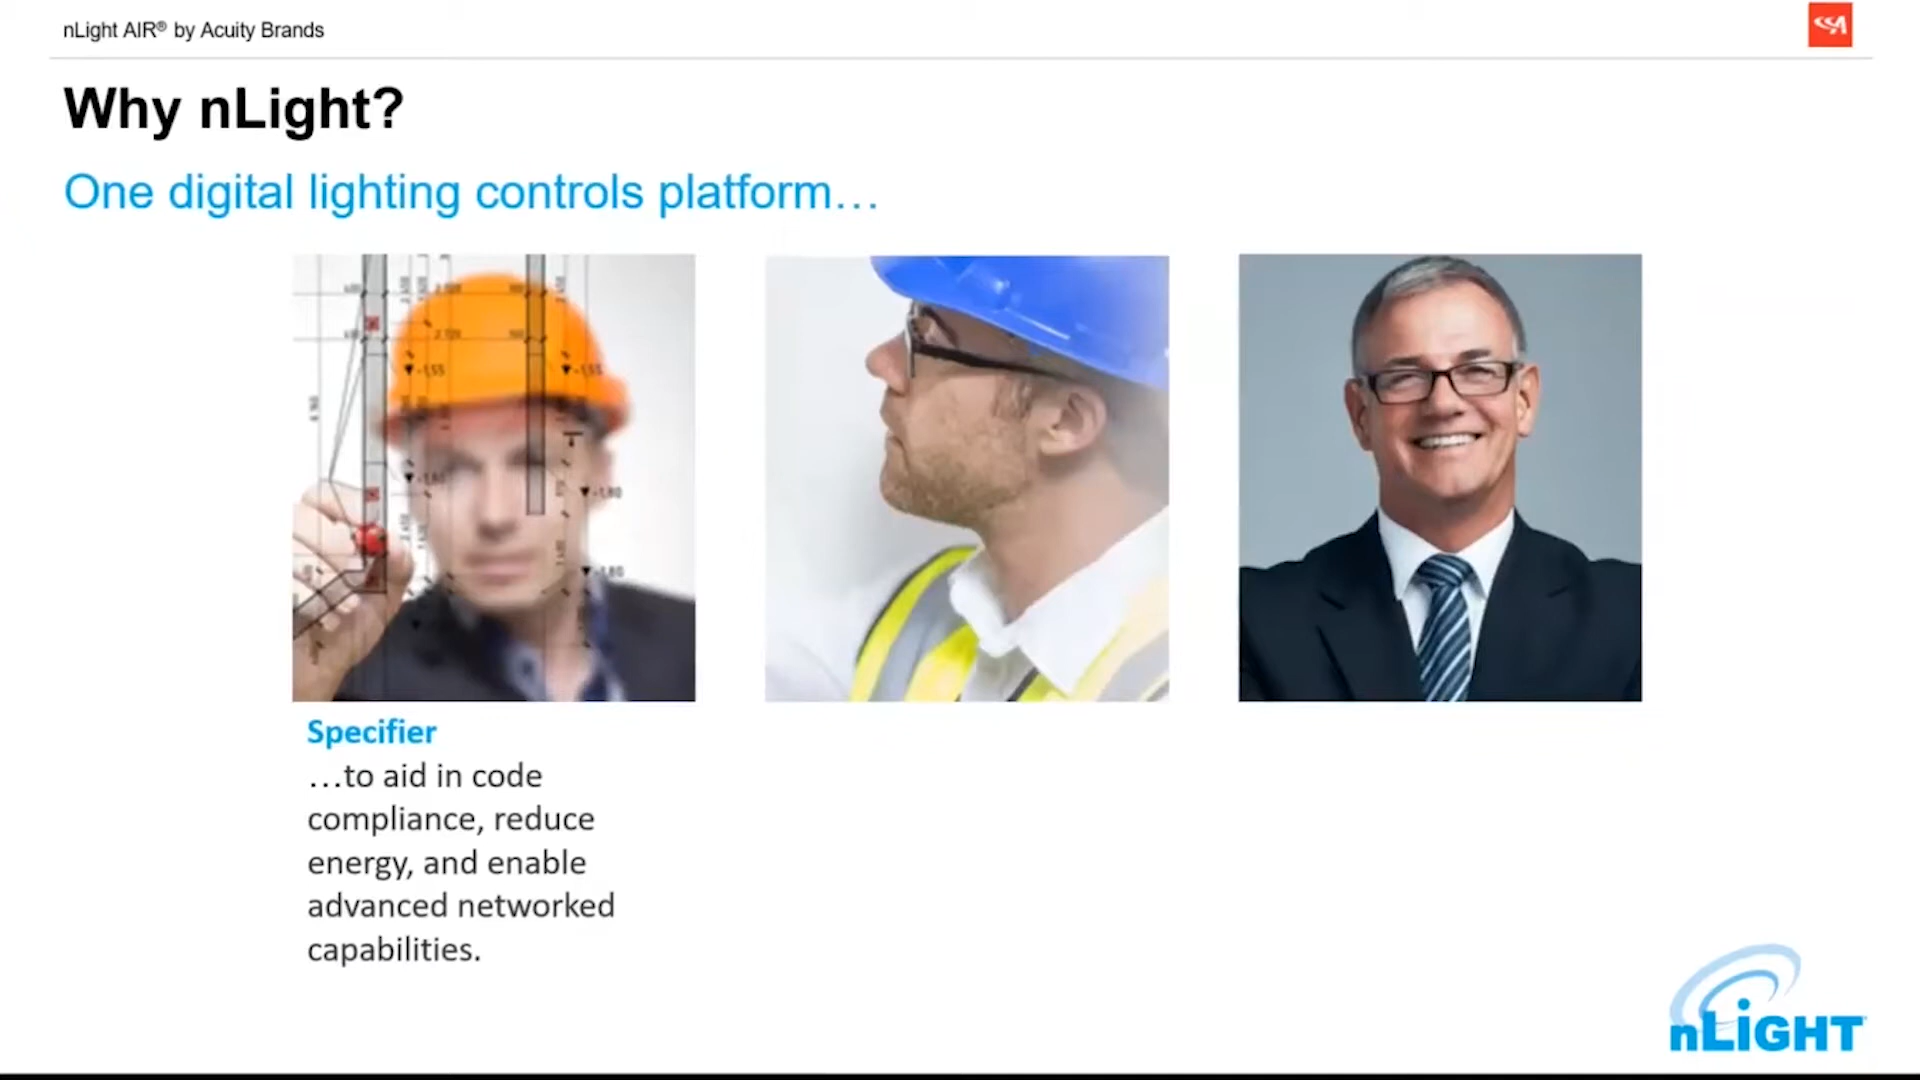 nLight AIR® by Acuity Brands
Why nLight?
One digital lighting controls platform…
Specifier
…to aid in code
compliance, reduce
energy, and enable
advanced networked
capabilities.
nLiGHT